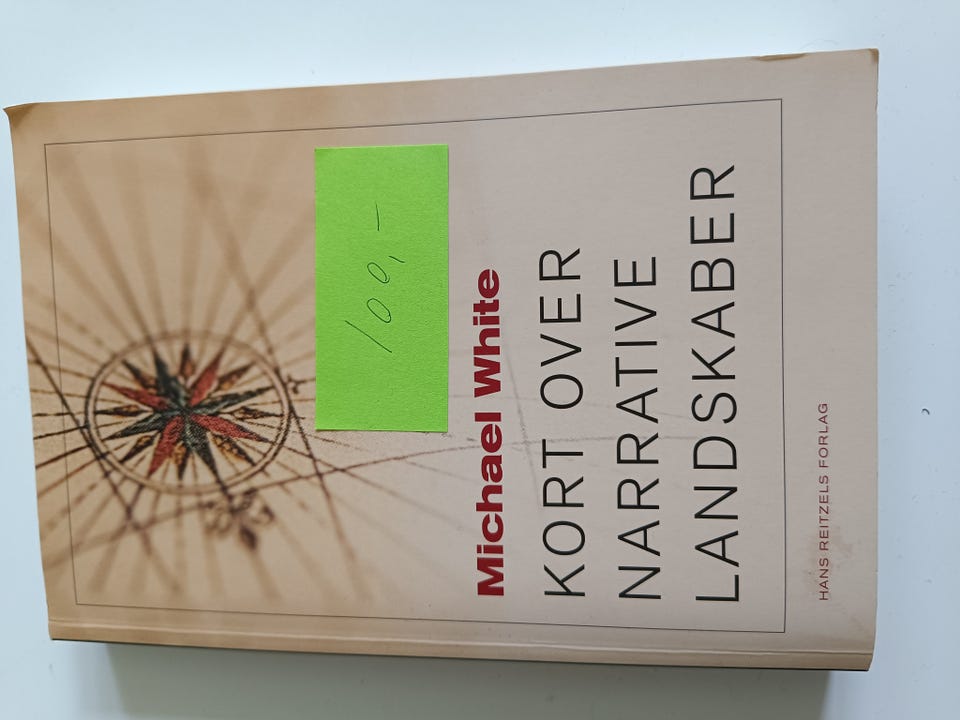 100,-
Michael White
KORT OVER
NARRATIVE
LANDSKABER
HANS REITZELS FORLAG